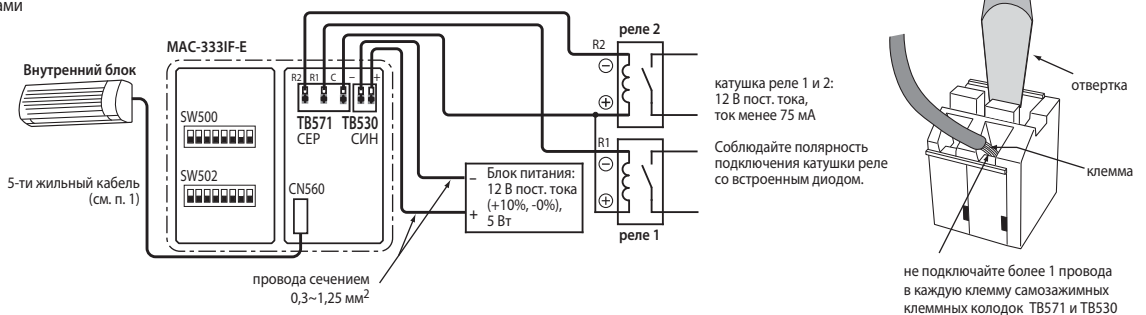 ами
MAC-333IF-E
Внутренний блок
5-ти жильный кабель
(см. п. 1)
SW500
SW502
R2 R1 C – +
TB571 TB530
СЕР СИН
CN560
провода сечением
0,3~1,25 мм2
– Блок питания:
12 В пост. тока
+ (+10%, -0%),
5 Вт
реле 2
R2
–
+
R1
–
+
реле 1
катушка реле 1 и 2:
12 В пост. тока,
ток менее 75 мА
Соблюдайте полярность
подключения катушки реле
со встроенным диодом.
отвертка
клемма
не подключайте более 1 провода
в каждую клемму самозажимных
клеммных колодок TB571 и TB530